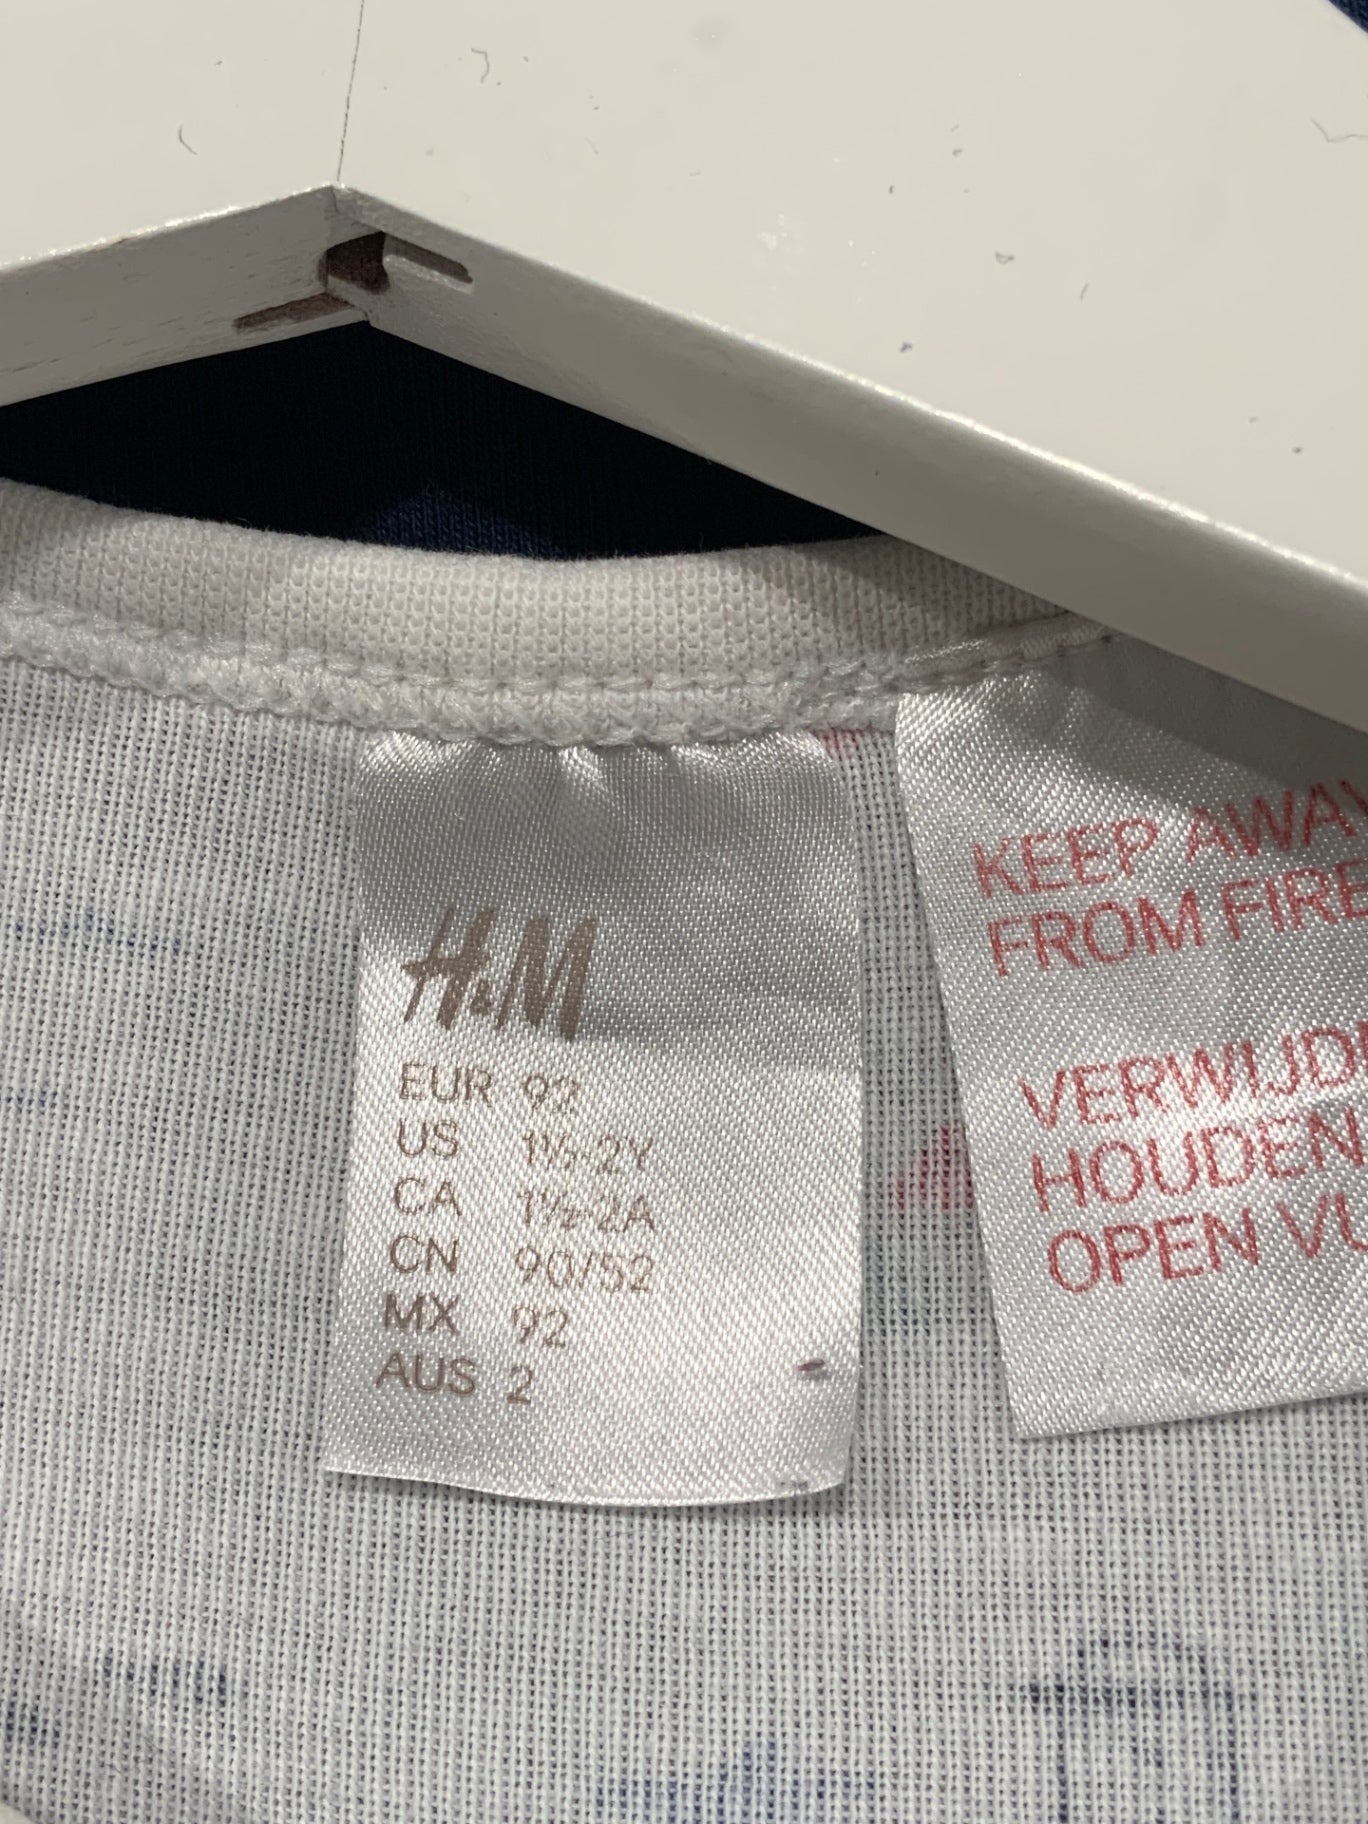 H&M
EUR 92
US 1½-2Y
CA 1½-2A
CN 90/52
MX 92
AUS 2
KEEP AWAY
FROM FIRE
VERWIJD
HOUDEN
OPEN VU